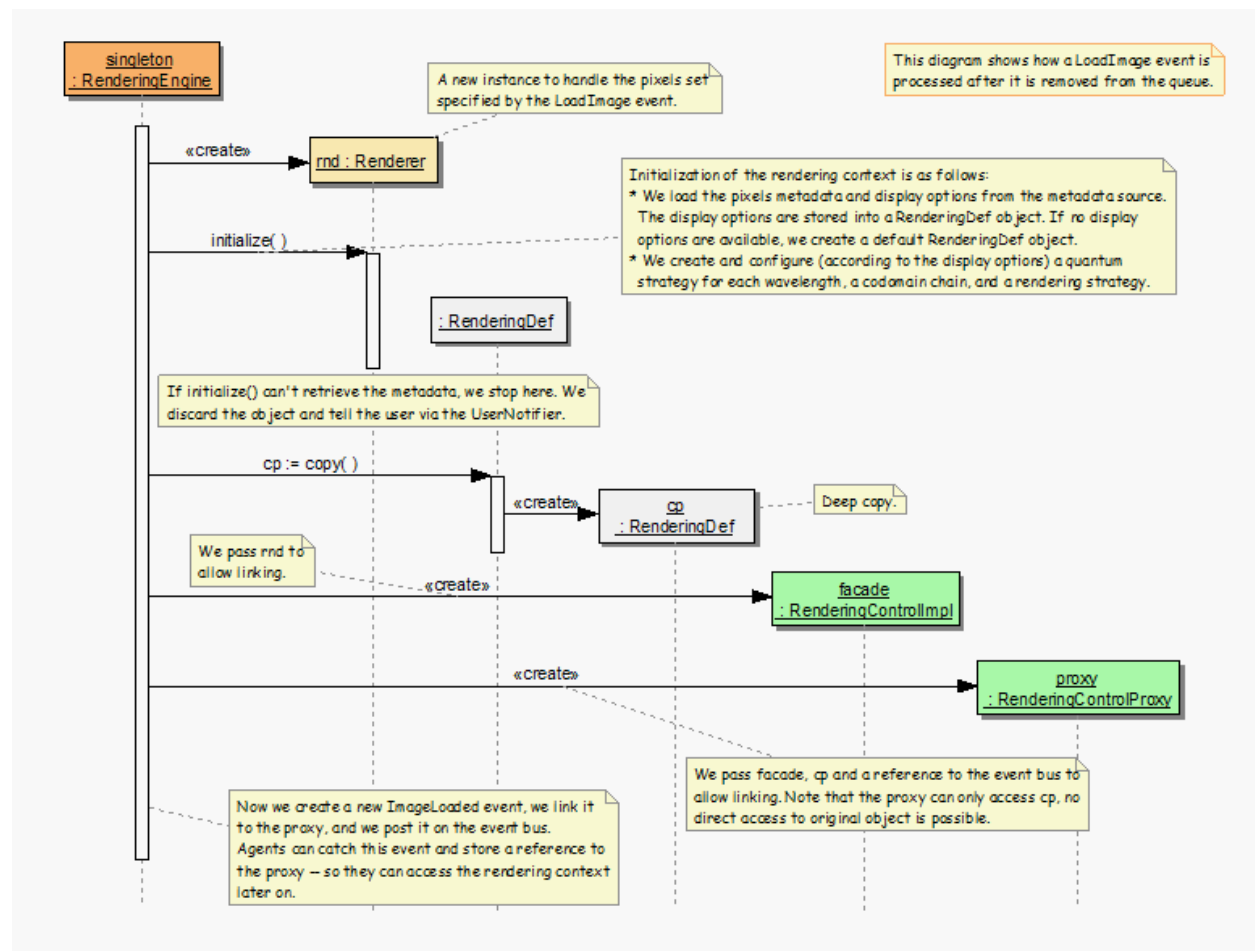 singleton
: RenderingEngine
This diagram shows how a LoadImage event is
processed after it is removed from the queue.
A new instance to handle the pixels set
specified by the LoadImage event.
«create»
rnd : Renderer
Initialization of the rendering context is as follows:
* We load the pixels metadata and display options from the metadata source.
The display options are stored into a RenderingDef object. If no display
options are available, we create a default RenderingDef object.
* We create and configure (according to the display options) a quantum
strategy for each wavelength, a codomain chain, and a rendering strategy.
initialize( )
: RenderingDef
If initialize() can't retrieve the metadata, we stop here. We
discard the object and tell the user via the UserNotifier.
cp := copy( )
«create»
cp
: RenderingDef
Deep copy.
We pass rnd to
allow linking.
«create»
facade
: RenderingControlImpl
«create»
proxy
: RenderingControlProxy
We pass facade, cp and a reference to the event bus to
allow linking. Note that the proxy can only access cp, no
direct access to original object is possible.
Now we create a new ImageLoaded event, we link it
to the proxy, and we post it on the event bus.
Agents can catch this event and store a reference to
the proxy -- so they can access the rendering context
later on.